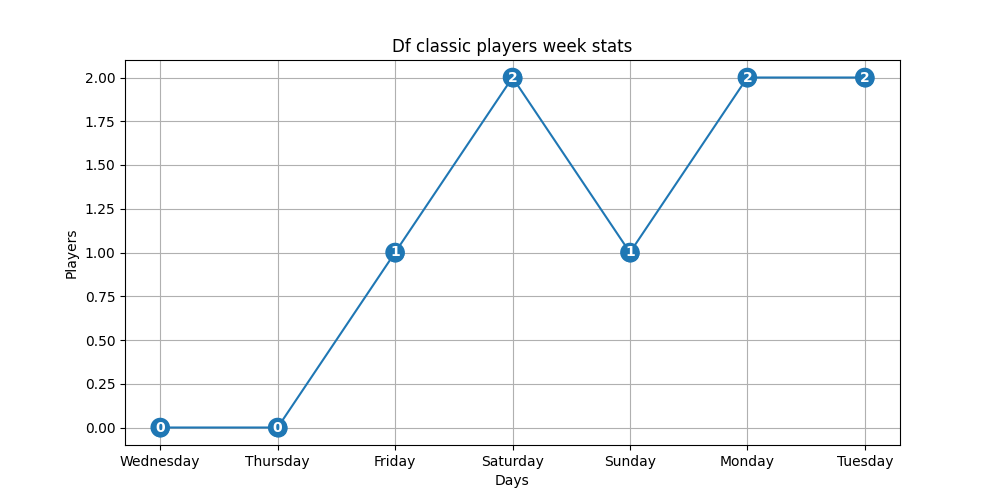 Df classic players week stats
2.00
1.75
1.50
1.25
1.00
0.75
0.50
0.25
0.00
Players
0 0 1 2 1 2 2
Wednesday Thursday Friday Saturday Sunday Monday Tuesday
Days